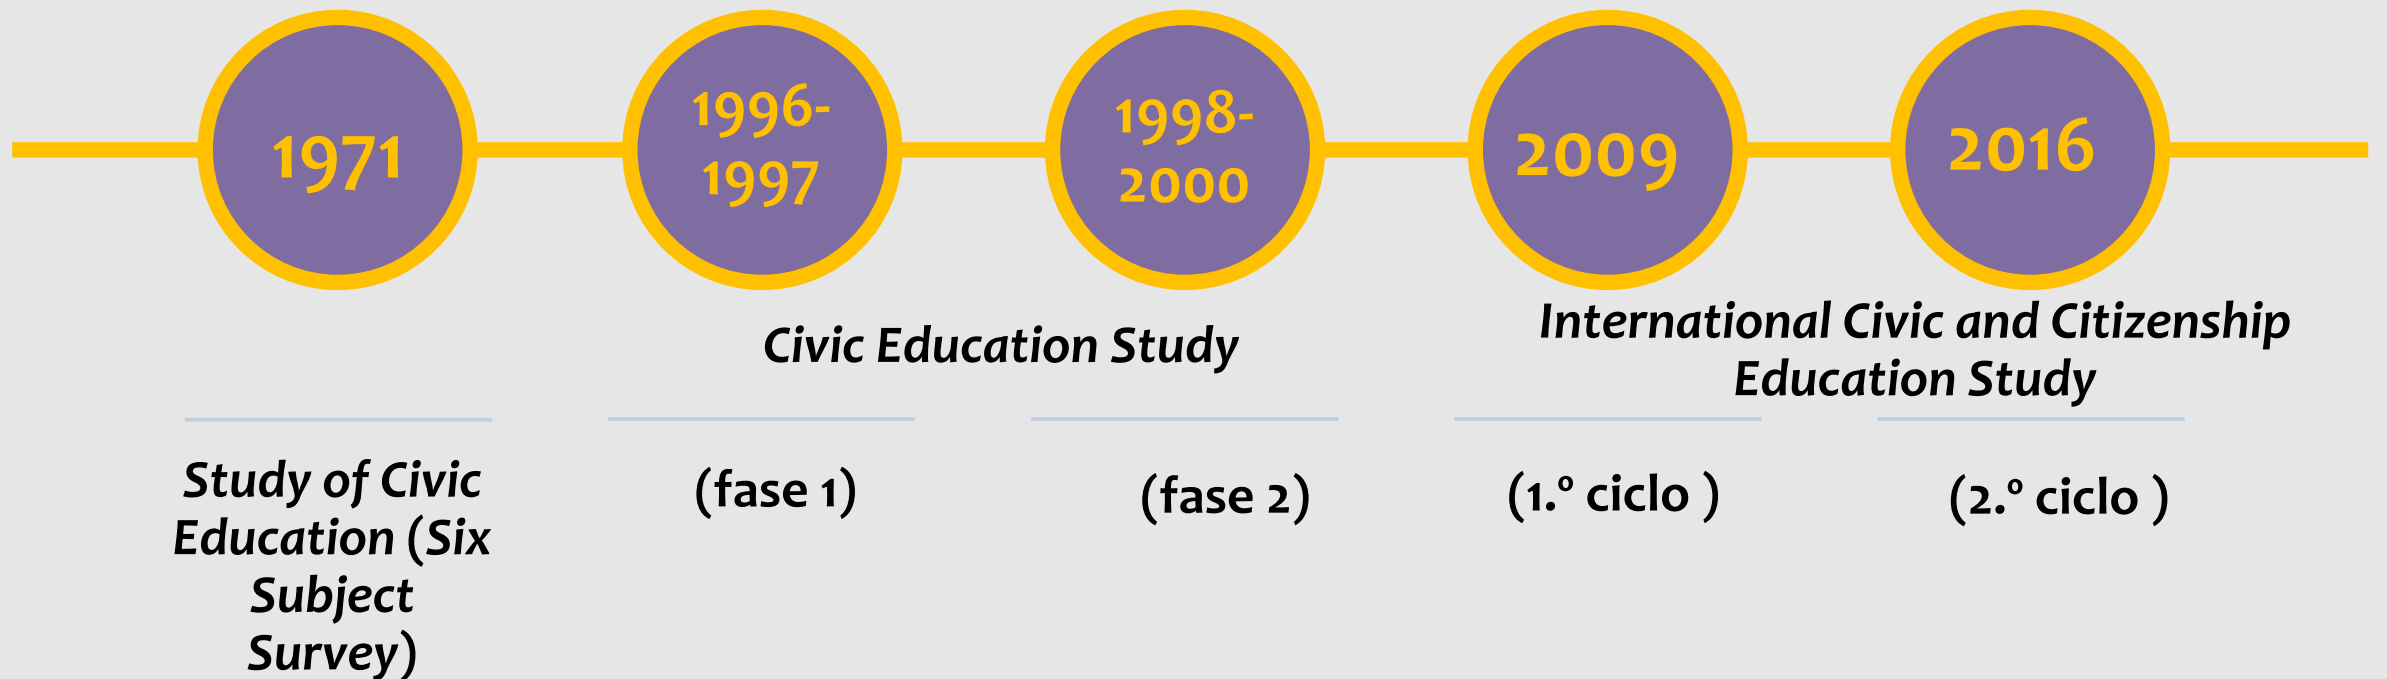 1971
1996-
1997
1998-
2000
2009
2016
Civic Education Study
International Civic and Citizenship
Education Study
Study of Civic
Education (Six
Subject
Survey)
(fase 1)
(fase 2)
(1.º ciclo )
(2.º ciclo )